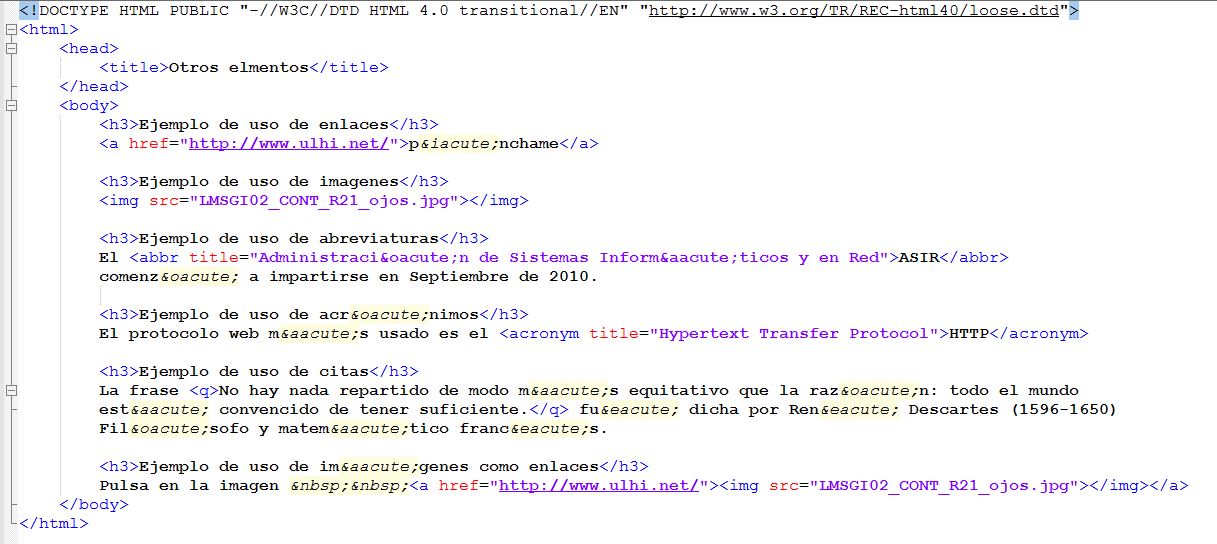 <!DOCTYPE HTML PUBLIC "-//W3C//DTD HTML 4.0 transitional//EN" "http://www.w3.org/TR/REC-html40/loose.dtd">
<html>
<head>
<title>Otros elmentos</title>
</head>
<body>
<h3>Ejemplo de uso de enlaces</h3>
<a href="http://www.ulhi.net/">p&iacute;nchame</a>
<h3>Ejemplo de uso de imagenes</h3>
<img src="LMSGI02_CONT_R21_ojos.jpg"></img>
<h3>Ejemplo de uso de abreviaturas</h3>
El <abbr title="Administraci&oacute;n de Sistemas Inform&aacute;ticos y en Red">ASIR</abbr>
comenz&oacute; a impartirse en Septiembre de 2010.
<h3>Ejemplo de uso de acr&oacute;nimos</h3>
El protocolo web m&aacute;s usado es el <acronym title="Hypertext Transfer Protocol">HTTP</acronym>
<h3>Ejemplo de uso de citas</h3>
La frase <q>No hay nada repartido de modo m&aacute;s equitativo que la raz&oacute;n: todo el mundo
est&aacute; convencido de tener suficiente.</q> fu&eacute; dicha por Ren&eacute; Descartes (1596-1650)
Fil&oacute;sofo y matem&aacute;tico franc&eacute;s.
<h3>Ejemplo de uso de im&aacute;genes como enlaces</h3>
Pulsa en la imagen &nbsp;&nbsp;<a href="http://www.ulhi.net/"><img src="LMSGI02_CONT_R21_ojos.jpg"></img></a>
</body>
</html>